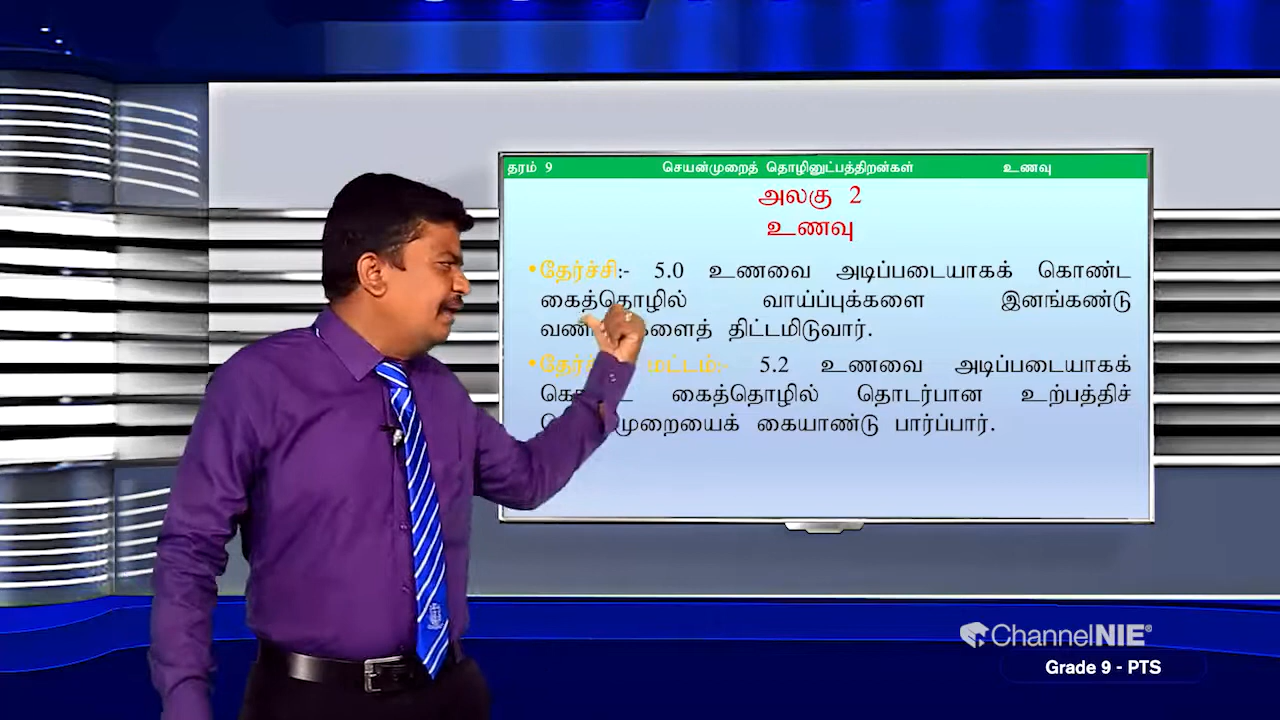 தரம் 9 செயன்முறைத் தொழினுட்பத்திறன்கள் உணவு
அலகு 2
உணவு
•தேர்ச்சி:- 5.0 உணவை அடிப்படையாகக் கொண்ட
கைத்தொழில் வாய்ப்புக்களை இனங்கண்டு
திட்டமிடுவார்.
• மட்டம்:- 5.2 உணவை அடிப்படையாகக்
கைத்தொழில் தொடர்பான உற்பத்திச்
கையாண்டு பார்ப்பார்.
ChannelNIE®
Grade 9 - PTS